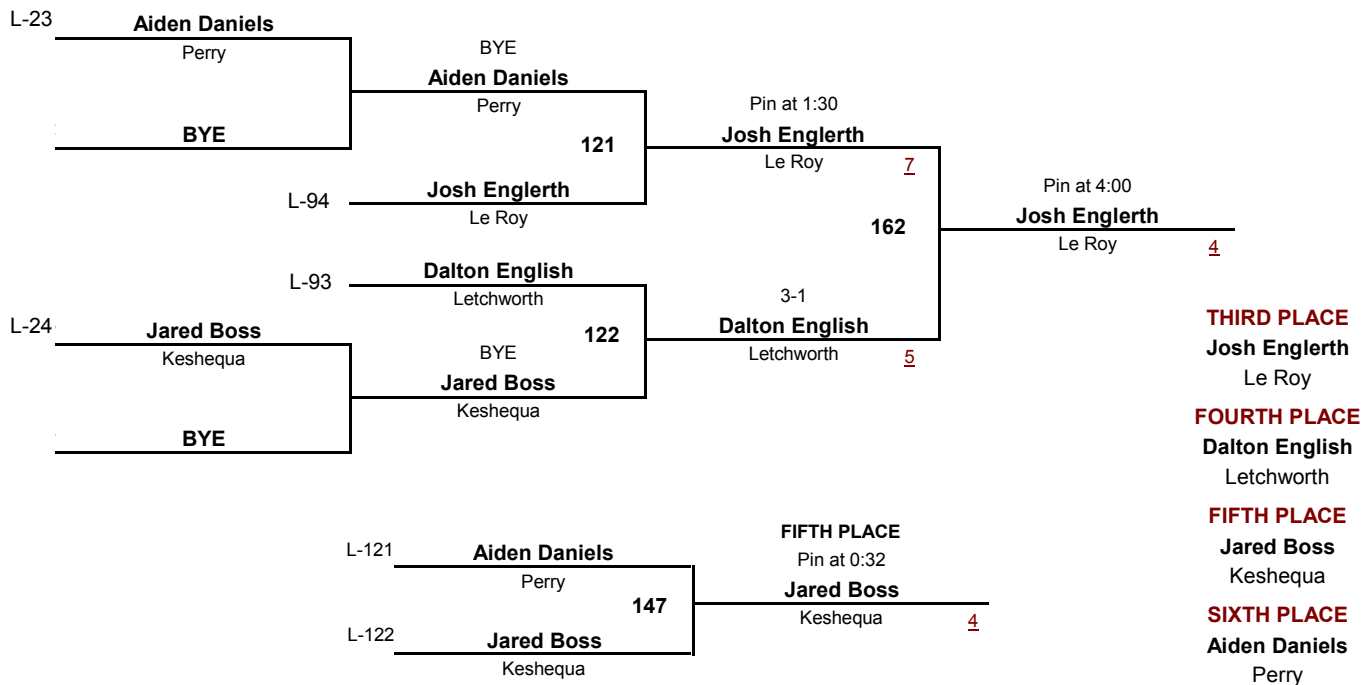 L-23
Aiden Daniels
Perry
BYE
BYE
Aiden Daniels
Perry
121
L-94
Josh Englerth
Le Roy
Pin at 1:30
Josh Englerth
Le Roy
7
L-93
Dalton English
Letchworth
L-24
Jared Boss
Keshequa
BYE
122
BYE
Jared Boss
Keshequa
3-1
Dalton English
Letchworth
5
162
Pin at 4:00
Josh Englerth
Le Roy
4
THIRD PLACE
Josh Englerth
Le Roy
FOURTH PLACE
Dalton English
Letchworth
FIFTH PLACE
Jared Boss
Keshequa
SIXTH PLACE
Aiden Daniels
Perry
L-121
Aiden Daniels
Perry
147
L-122
Jared Boss
Keshequa
FIFTH PLACE
Pin at 0:32
Jared Boss
Keshequa
4